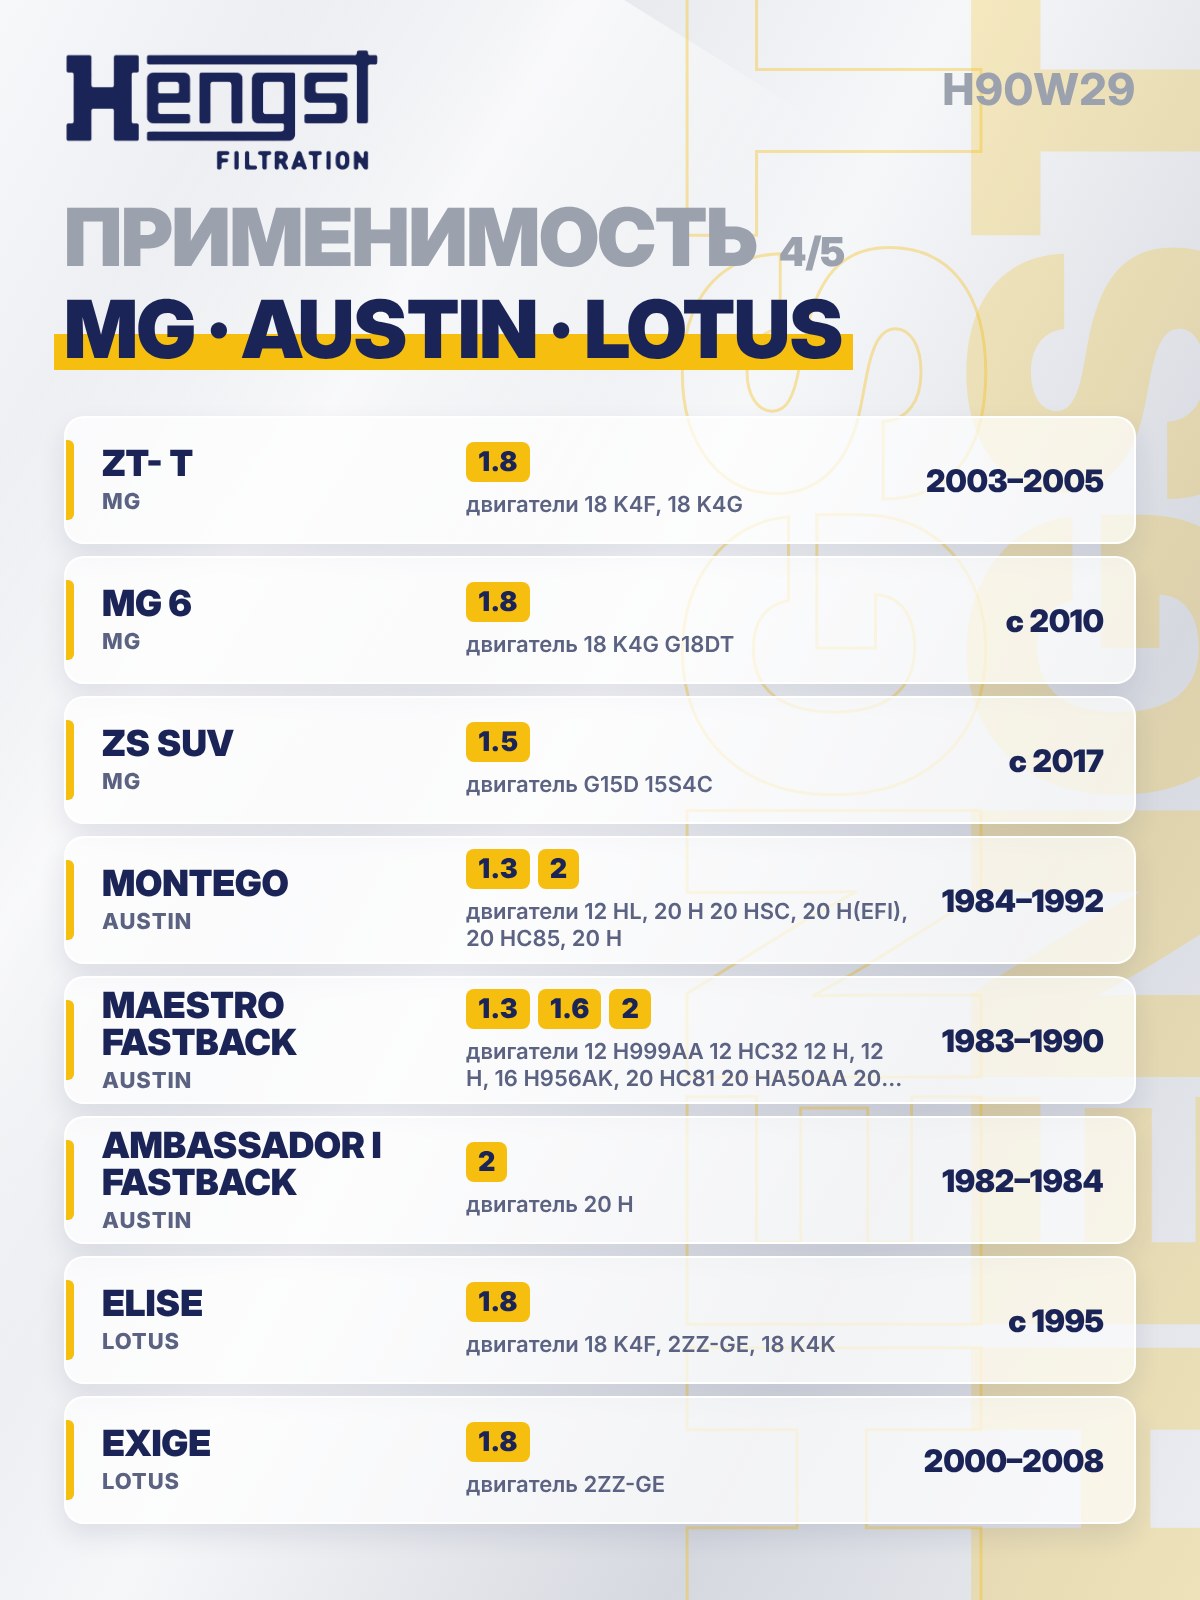 Hengst
FILTRATION
H90W29
ПРИМЕНИМОСТЬ 4/5
MG · AUSTIN · LOTUS
ZT- T
MG
1.8
двигатели 18 K4F, 18 K4G
2003–2005
MG 6
MG
1.8
двигатель 18 K4G G18DT
с 2010
ZS SUV
MG
1.5
двигатель G15D 15S4C
с 2017
MONTEGO
AUSTIN
1.3 2
двигатели 12 HL, 20 H 20 HSC, 20 H(EFI),
20 HC85, 20 H
1984–1992
MAESTRO
FASTBACK
AUSTIN
1.3 1.6 2
двигатели 12 H999AA 12 HC32 12 H, 12
H, 16 H956AK, 20 HC81 20 HA50AA 20...
1983–1990
AMBASSADOR I
FASTBACK
AUSTIN
2
двигатель 20 H
1982–1984
ELISE
LOTUS
1.8
двигатели 18 K4F, 2ZZ-GE, 18 K4K
с 1995
EXIGE
LOTUS
1.8
двигатель 2ZZ-GE
2000–2008
HENGST